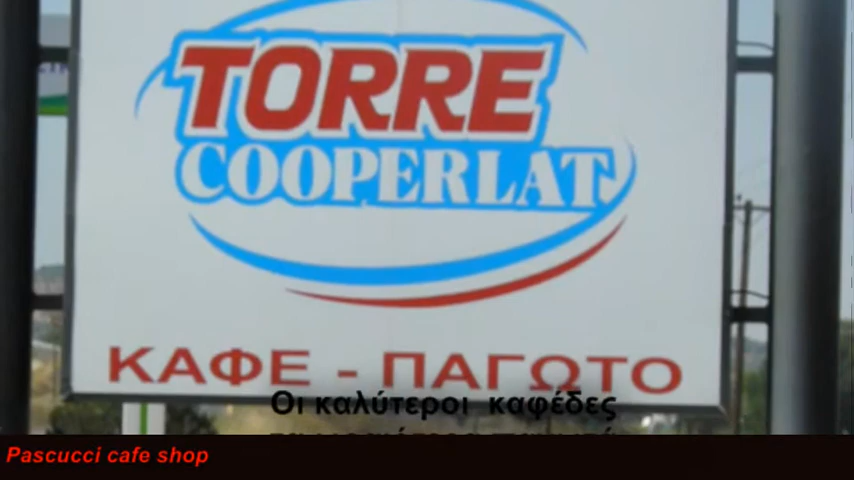 TORRE
COOPERLAT
ΚΑΦΕ - ΠΑΓΩΤΟ
Οι καλύτεροι καφέδες
Pascucci cafe shop